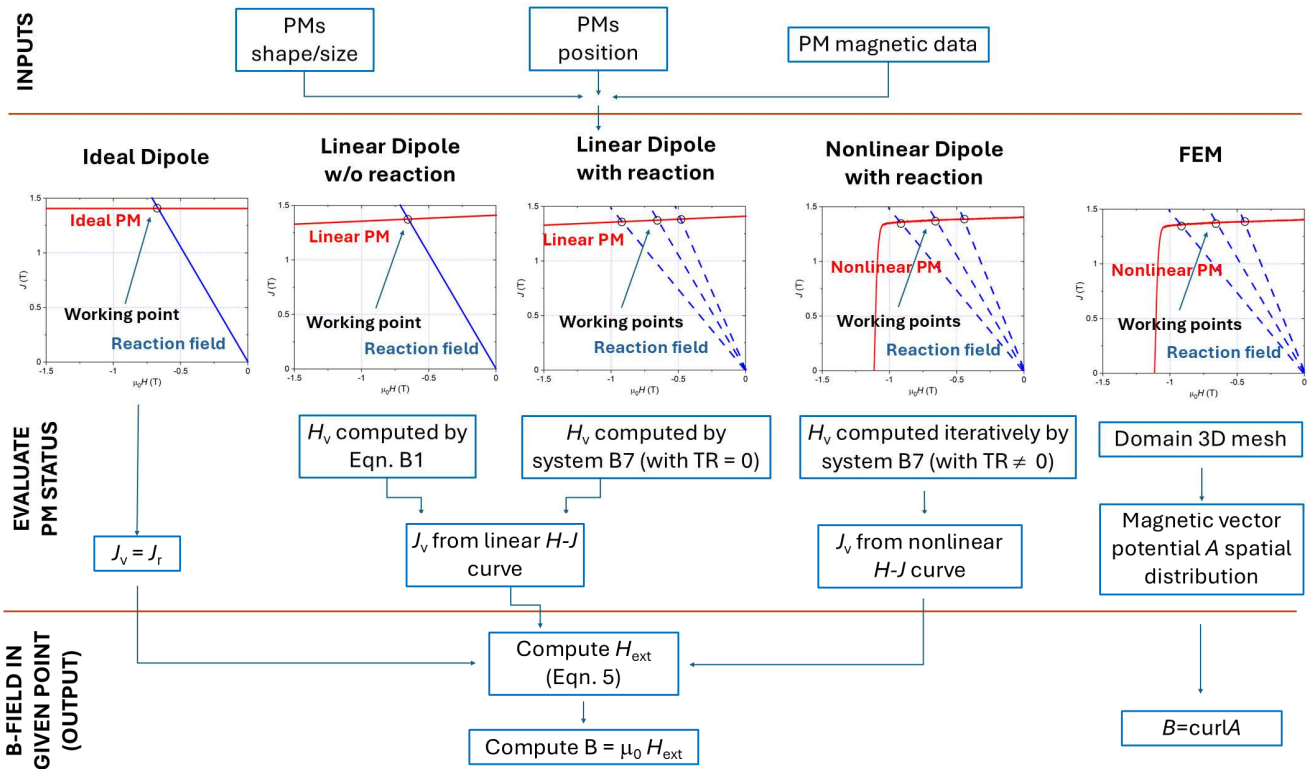 INPUTS
PMs
shape/size
PMs
position
PM magnetic data
EVALUATE
PM STATUS
Ideal Dipole
1.5
1
0.5
0
J (T)
Ideal PM
Working point
Reaction field
-1.5
-1
-0.5
0
μ₀H (T)
Linear Dipole
w/o reaction
1.5
1
0.5
0
J (T)
Linear PM
Working point
Reaction field
-1.5
-1
-0.5
0
μ₀H (T)
Linear Dipole
with reaction
1.5
1
0.5
0
J (T)
Linear PM
Working points
Reaction field
-1.5
-1
-0.5
0
μ₀H (T)
Nonlinear Dipole
with reaction
1.5
1
0.5
0
J (T)
Nonlinear PM
Working points
Reaction field
-1.5
-1
-0.5
0
μ₀H (T)
FEM
1.5
1
0.5
0
J (T)
Nonlinear PM
Working points
Reaction field
-1.5
-1
-0.5
0
μ₀H (T)
Hᵥ computed by
Eqn. B1
Hᵥ computed by
system B7 (with TR = 0)
Hᵥ computed iteratively by
system B7 (with TR ≠ 0)
Domain 3D mesh
Jᵥ = Jᵣ
Jᵥ from linear H-J
curve
Jᵥ from nonlinear
H-J curve
Magnetic vector
potential A spatial
distribution
B-FIELD IN
GIVEN POINT
(OUTPUT)
Compute Hext
(Eqn. 5)
Compute B = μ₀ Hext
B=curlA